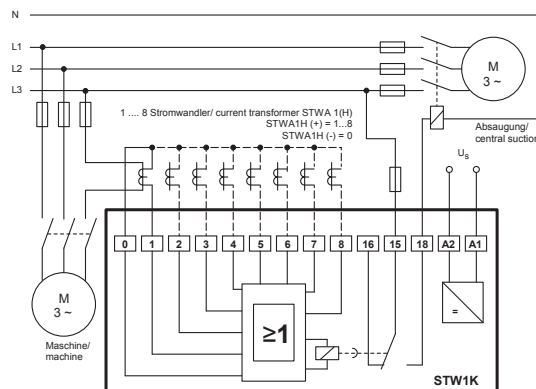 N
L1
L2
L3
M
3 ~
1 .... 8 Stromwandler/ current transformer STWA 1(H)
STWA1H (+) = 1...8
STWA1H (-) = 0
Absaugung/
central suction
Us
0 1 2 3 4 5 6 7 8 16 15 18 A2 A1
M
3 ~
Maschine/
machine
≥1
=
STW1K